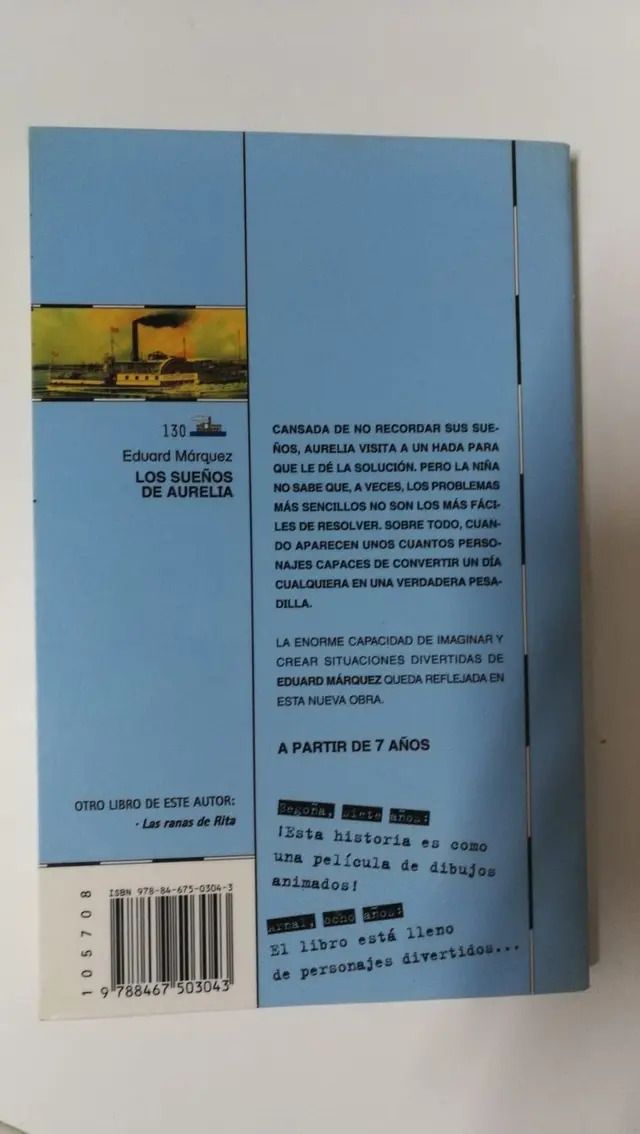 130
Eduard Márquez
LOS SUEÑOS
DE AURELIA
CANSADA DE NO RECORDAR SUS SUE-
ÑOS, AURELIA VISITA A UN HADA PARA
QUE LE DÉ LA SOLUCIÓN. PERO LA NIÑA
NO SABE QUE, A VECES, LOS PROBLEMAS
MÁS SENCILLOS NO SON LOS MÁS FÁCI-
LES DE RESOLVER. SOBRE TODO, CUAN-
DO APARECEN UNOS CUANTOS PERSO-
NAJES CAPACES DE CONVERTIR UN DÍA
CUALQUIERA EN UNA VERDADERA PESA-
DILLA.
LA ENORME CAPACIDAD DE IMAGINAR Y
CREAR SITUACIONES DIVERTIDAS DE
EDUARD MÁRQUEZ QUEDA REFLEJADA EN
ESTA NUEVA OBRA.
A PARTIR DE 7 AÑOS
Begoña, siete años:
¡Esta historia es como
una película de dibujos
animados!
Arnal, ocho años:
El libro está lleno
de personajes divertidos...
OTRO LIBRO DE ESTE AUTOR:
· Las ranas de Rita
ISBN 978-84-675-0304-3
9 788467 503043
105708